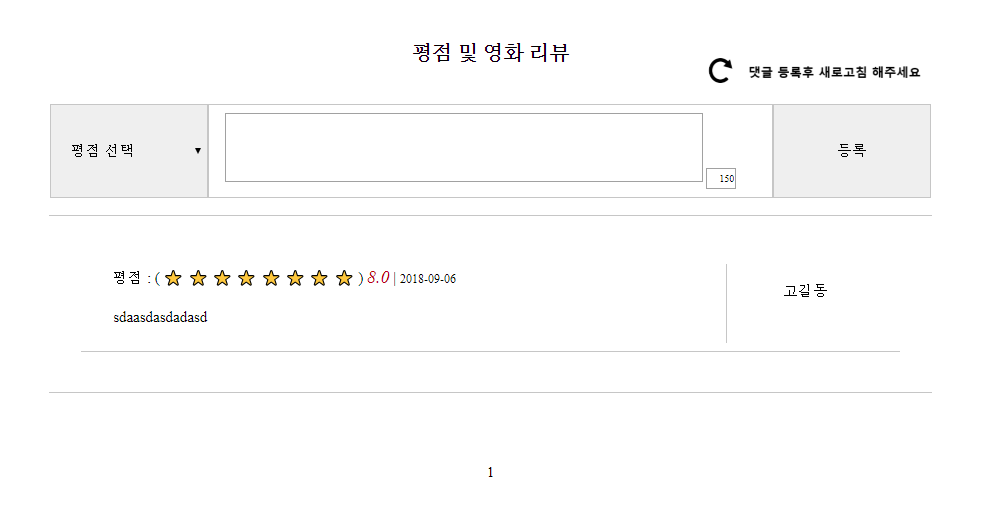 평점 및 영화 리뷰
댓글 등록후 새로고침 해주세요
평점 선택 ▾
150
등록
평점 : ( ★ ★ ★ ★ ★ ★ ★ ★ ) 8.0 | 2018-09-06
고길동
sdaasdasdadasd
1